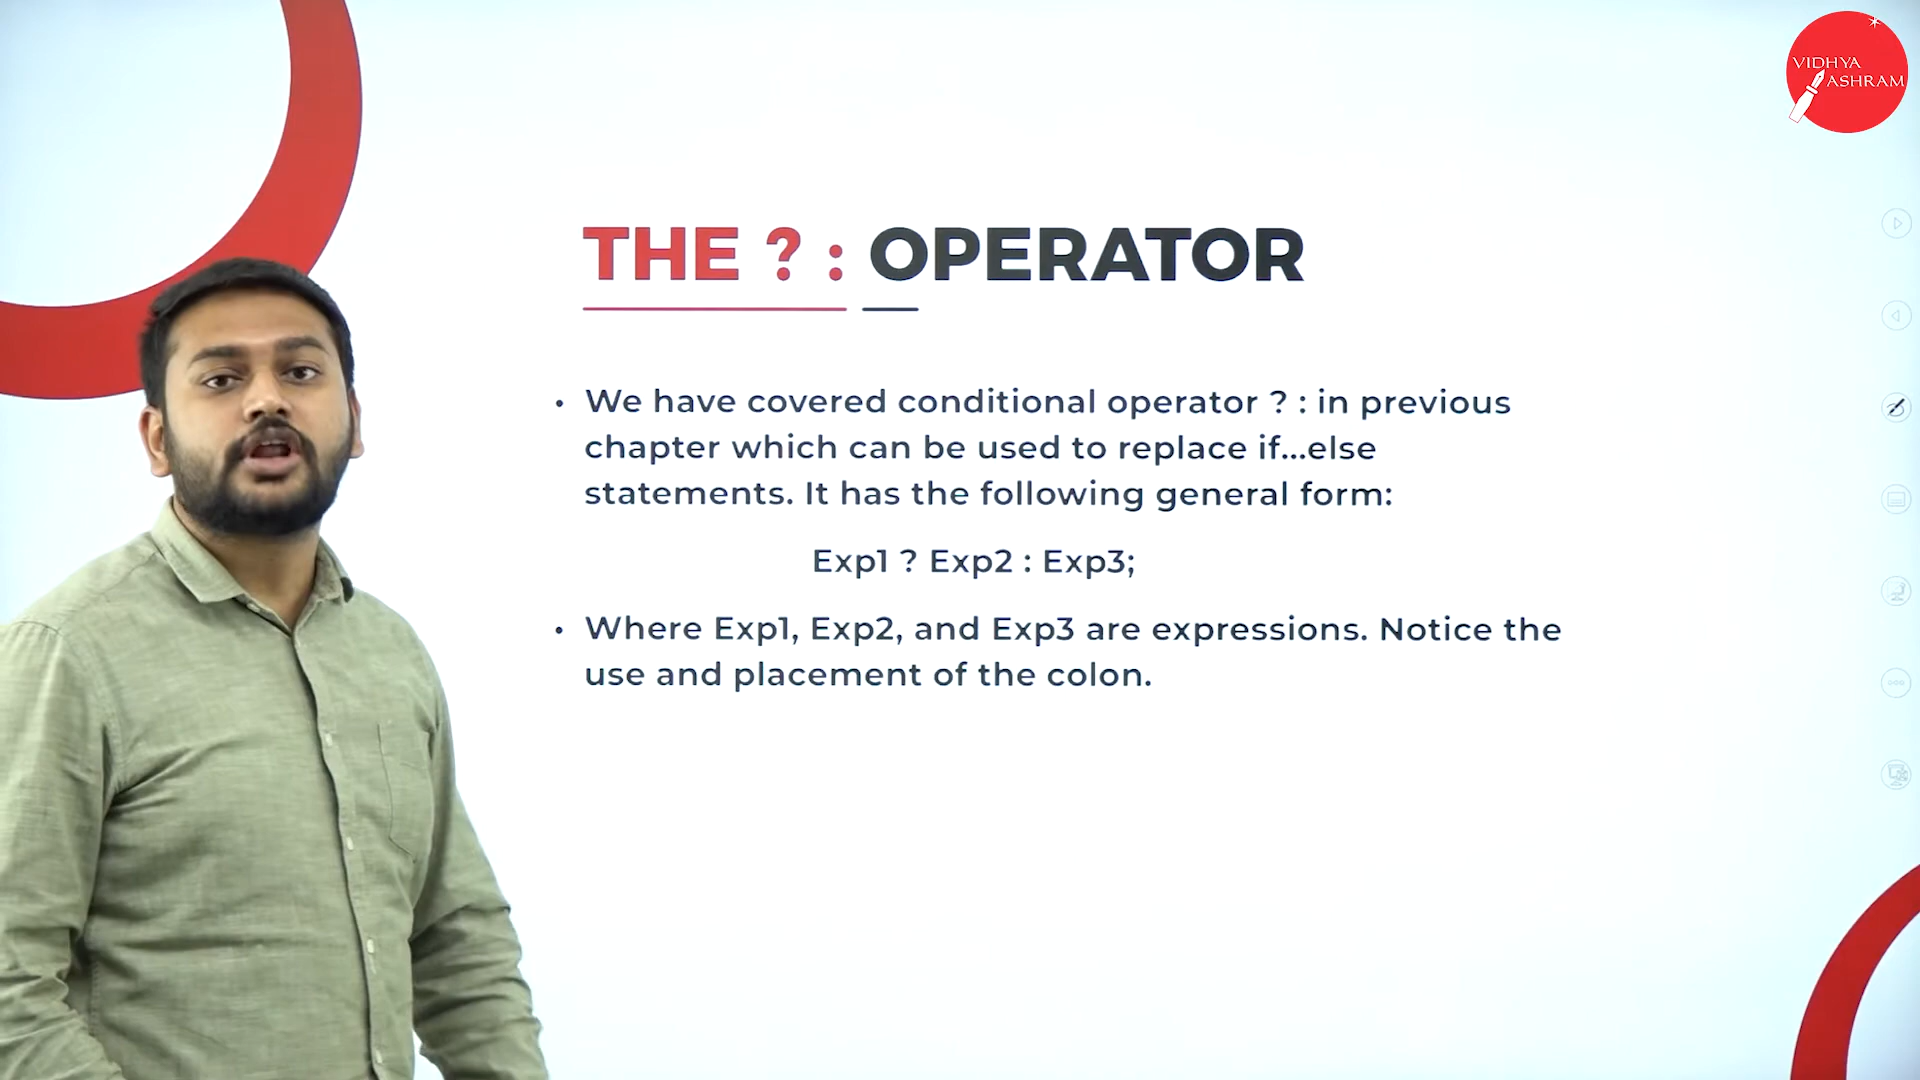 VIDHYA
ASHRAM
THE ? : OPERATOR
• We have covered conditional operator ? : in previous
chapter which can be used to replace if...else
statements. It has the following general form:
Exp1 ? Exp2 : Exp3;
• Where Exp1, Exp2, and Exp3 are expressions. Notice the
use and placement of the colon.